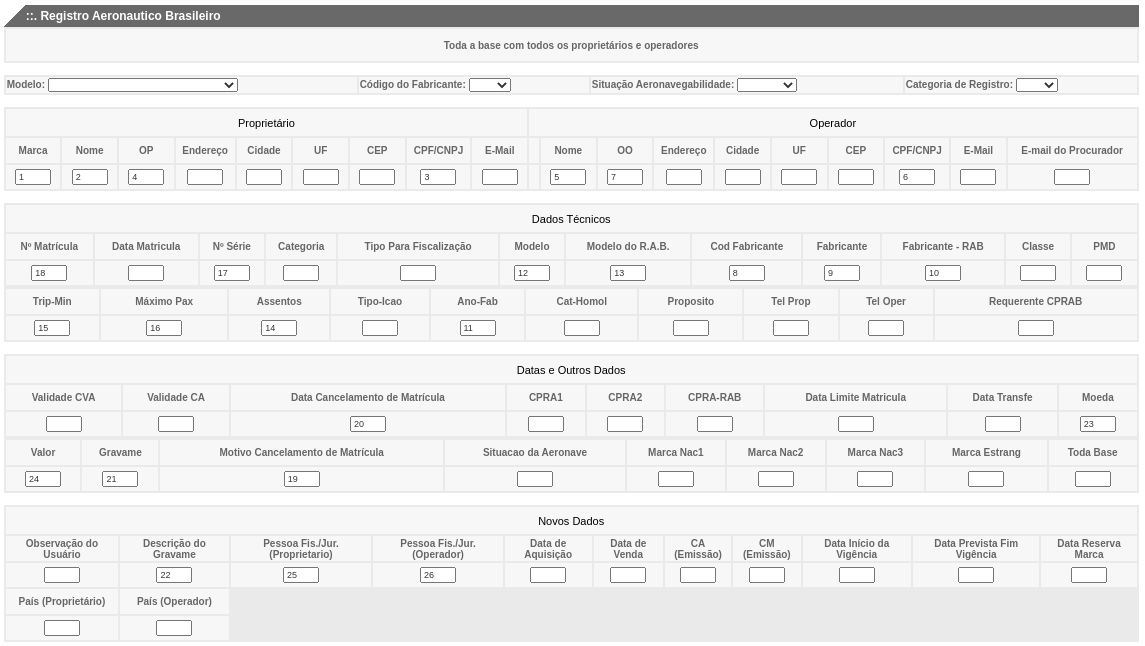 ::. Registro Aeronautico Brasileiro
Toda a base com todos os proprietários e operadores
Modelo: Código do Fabricante: Situação Aeronavegabilidade: Categoria de Registro:
Proprietário Operador
Marca Nome OP Endereço Cidade UF CEP CPF/CNPJ E-Mail Nome OO Endereço Cidade UF CEP CPF/CNPJ E-Mail E-mail do Procurador
1 2 4 3 5 7 6
Dados Técnicos
Nº Matrícula Data Matricula Nº Série Categoria Tipo Para Fiscalização Modelo Modelo do R.A.B. Cod Fabricante Fabricante Fabricante - RAB Classe PMD
18 17 12 13 8 9 10
Trip-Min Máximo Pax Assentos Tipo-Icao Ano-Fab Cat-Homol Proposito Tel Prop Tel Oper Requerente CPRAB
15 16 14 11
Datas e Outros Dados
Validade CVA Validade CA Data Cancelamento de Matrícula CPRA1 CPRA2 CPRA-RAB Data Limite Matricula Data Transfe Moeda
20 23
Valor Gravame Motivo Cancelamento de Matrícula Situacao da Aeronave Marca Nac1 Marca Nac2 Marca Nac3 Marca Estrang Toda Base
24 21 19
Novos Dados
Observação do Usuário Descrição do Gravame Pessoa Fis./Jur. (Proprietario) Pessoa Fis./Jur. (Operador) Data de Aquisição Data de Venda CA (Emissão) CM (Emissão) Data Início da Vigência Data Prevista Fim Vigência Data Reserva Marca
22 25 26
País (Proprietário) País (Operador)